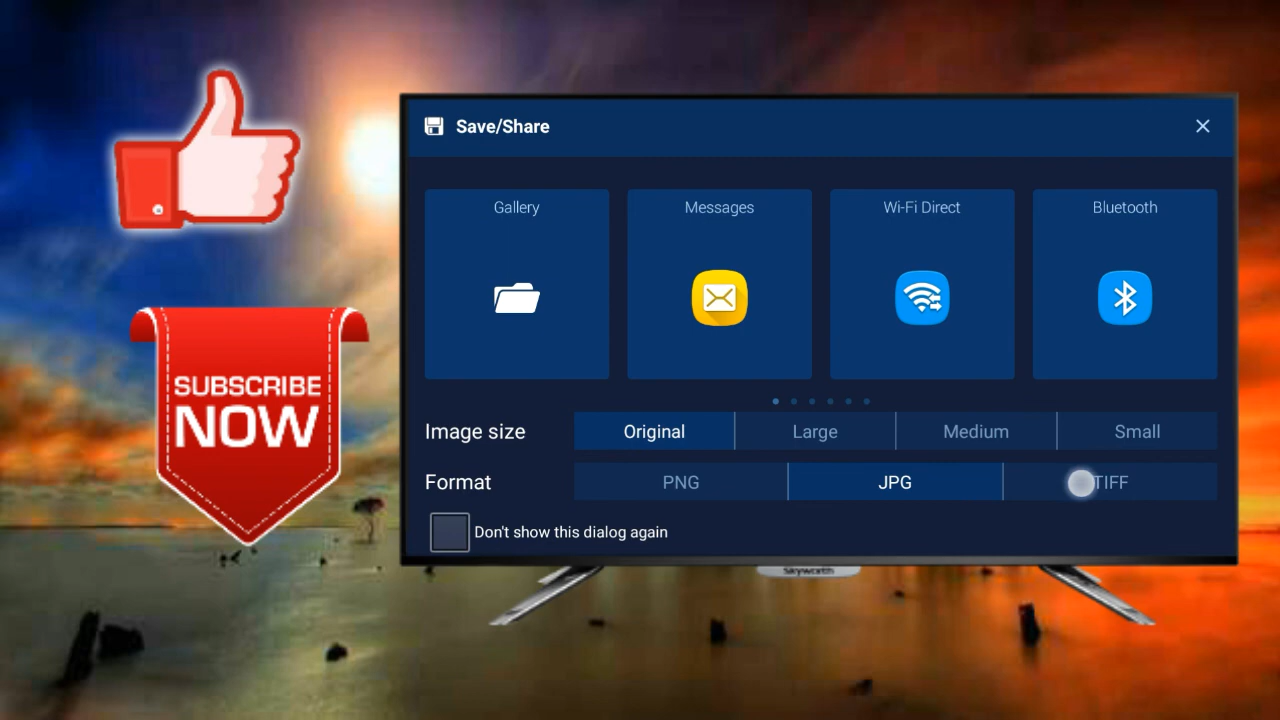 Save/Share
Gallery
Messages
Wi-Fi Direct
Bluetooth
SUBSCRIBE
NOW
Image size
Original
Large
Medium
Small
Format
PNG
JPG
TIFF
Don't show this dialog again
Skyworth